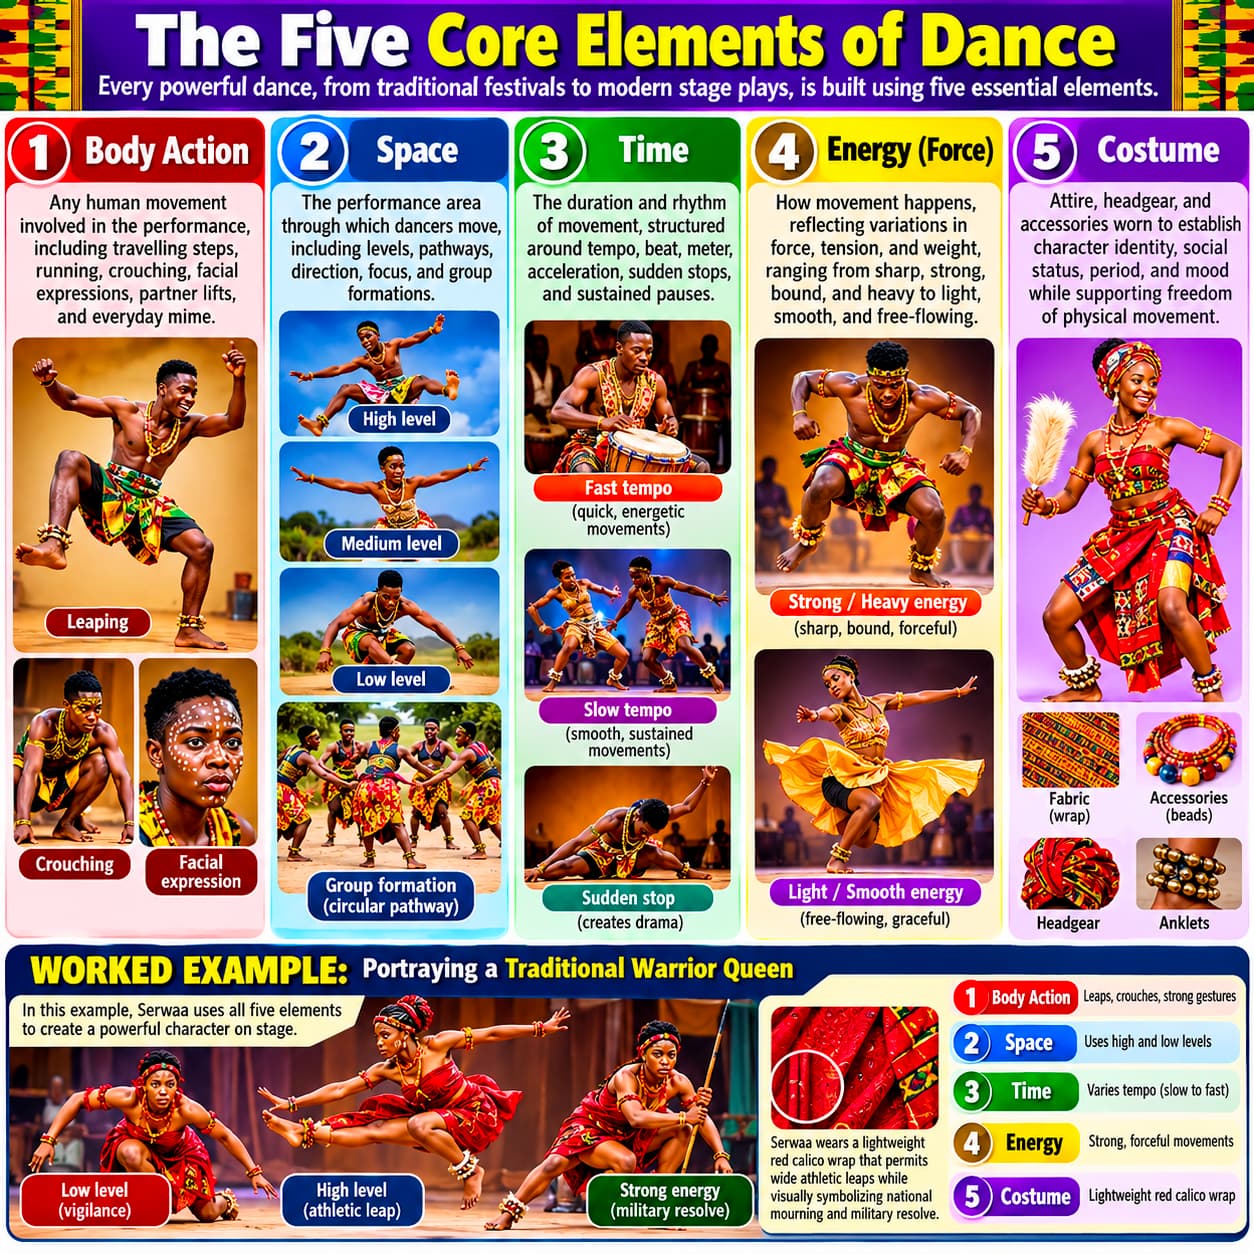 The Five Core Elements of Dance
Every powerful dance, from traditional festivals to modern stage plays, is built using five essential elements.
1 Body Action
Any human movement
involved in the performance,
including travelling steps,
running, crouching, facial
expressions, partner lifts,
and everyday mime.
Leaping
Crouching
Facial
expression
2 Space
The performance area
through which dancers move,
including levels, pathways,
direction, focus, and group
formations.
High level
Medium level
Low level
Group formation
(circular pathway)
3 Time
The duration and rhythm
of movement, structured
around tempo, beat, meter,
acceleration, sudden stops,
and sustained pauses.
Fast tempo
(quick, energetic
movements)
Slow tempo
(smooth, sustained
movements)
Sudden stop
(creates drama)
4 Energy (Force)
How movement happens,
reflecting variations in
force, tension, and weight,
ranging from sharp, strong,
bound, and heavy to light,
smooth, and free-flowing.
Strong / Heavy energy
(sharp, bound, forceful)
Light / Smooth energy
(free-flowing, graceful)
5 Costume
Attire, headgear, and
accessories worn to establish
character identity, social
status, period, and mood
while supporting freedom
of physical movement.
Fabric
(wrap)
Accessories
(beads)
Headgear
Anklets
WORKED EXAMPLE: Portraying a Traditional Warrior Queen
In this example, Serwaa uses all five elements
to create a powerful character on stage.
Low level
(vigilance)
High level
(athletic leap)
Strong energy
(military resolve)
Serwaa wears a lightweight
red calico wrap that permits
wide athletic leaps while
visually symbolizing national
mourning and military resolve.
1 Body Action Leaps, crouches, strong gestures
2 Space Uses high and low levels
3 Time Varies tempo (slow to fast)
4 Energy Strong, forceful movements
5 Costume Lightweight red calico wrap